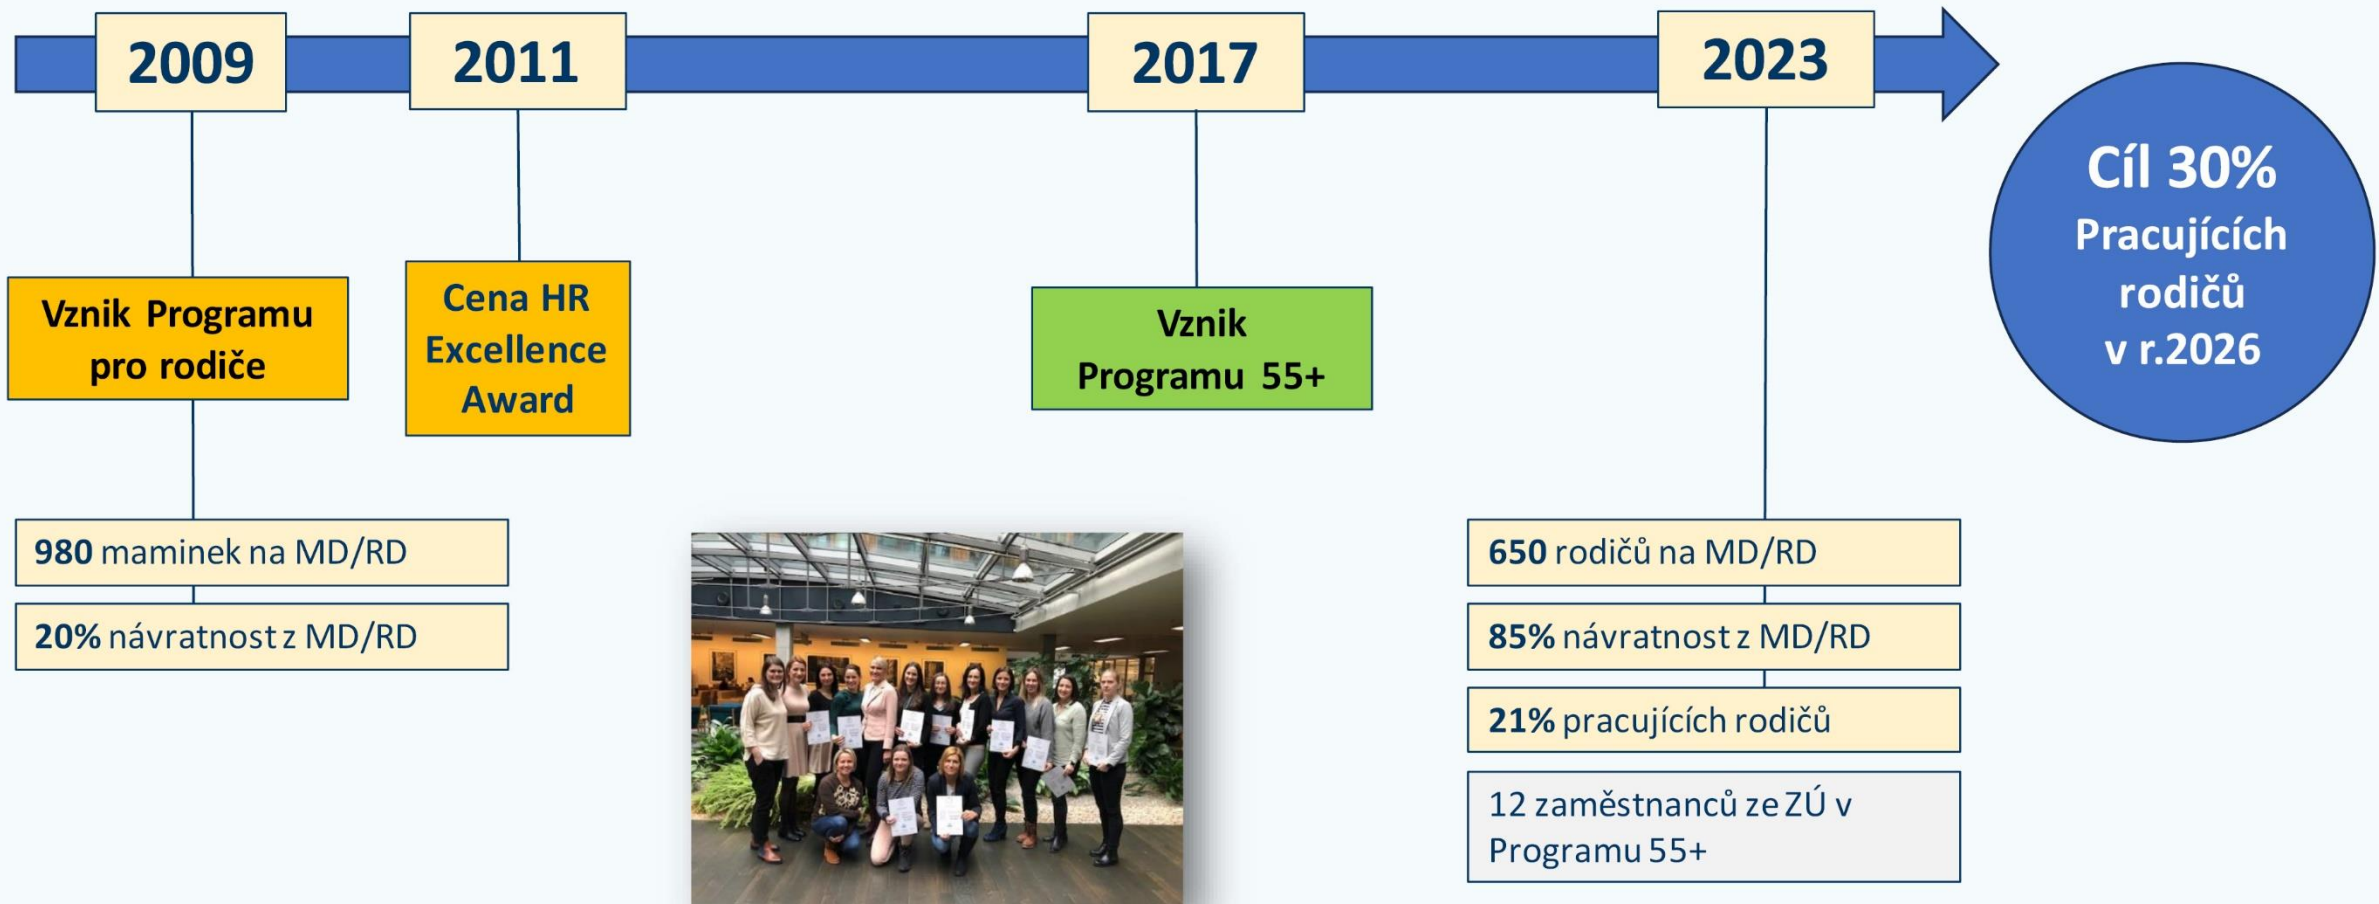 2009
2011
2017
2023
Cíl 30%
Pracujících
rodičů
v r.2026
Vznik Programu
pro rodiče
Cena HR
Excellence
Award
Vznik
Programu 55+
980 maminek na MD/RD
20% návratnost z MD/RD
650 rodičů na MD/RD
85% návratnost z MD/RD
21% pracujících rodičů
12 zaměstnanců ze ZÚ v
Programu 55+